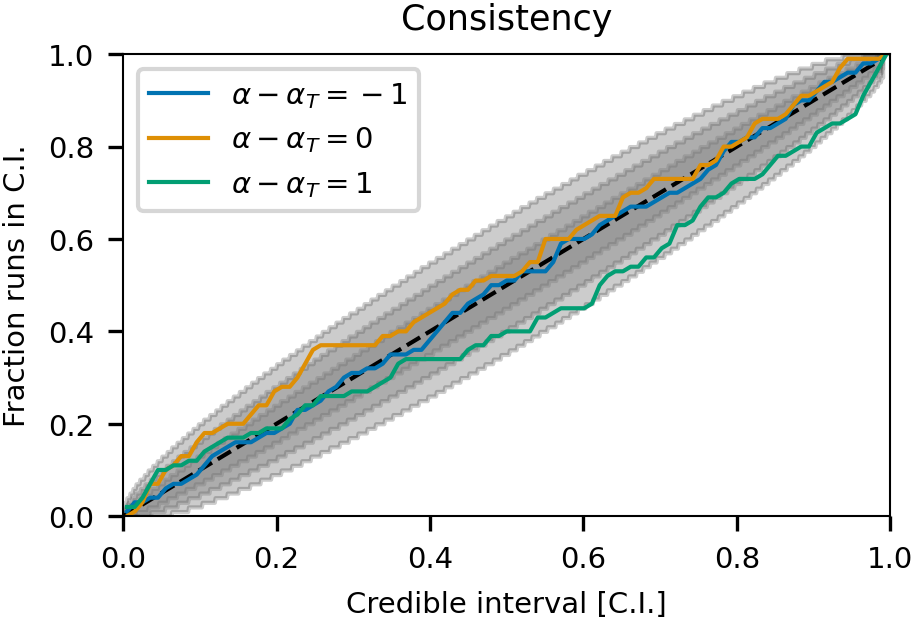 Consistency
1.0
0.8
0.6
0.4
0.2
0.0
Fraction runs in C.I.
α − α_T = −1
α − α_T = 0
α − α_T = 1
0.0 0.2 0.4 0.6 0.8 1.0
Credible interval [C.I.]